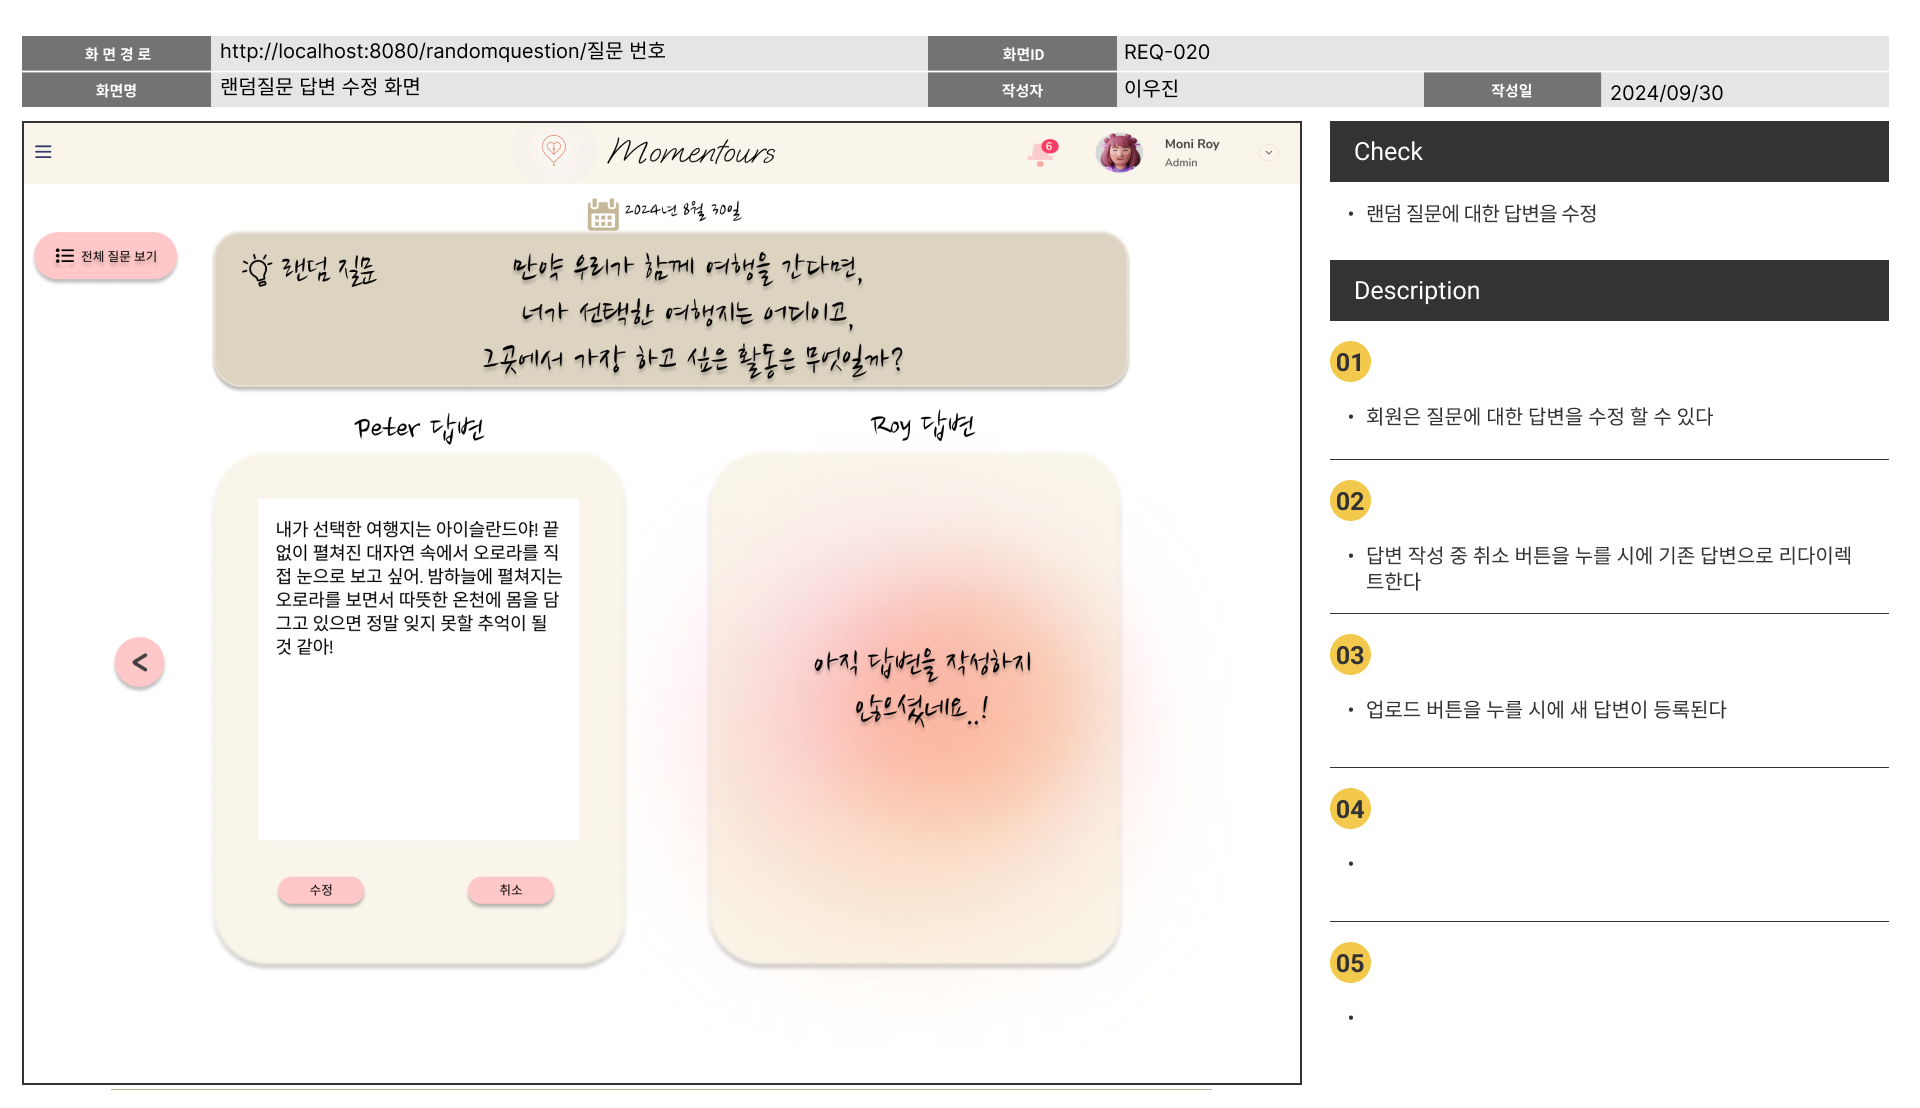 화 면 경 로
http://localhost:8080/randomquestion/질문 번호
화면ID
REQ-020
화면명
랜덤질문 답변 수정 화면
작성자
이우진
작성일
2024/09/30
Momentours
6
Moni Roy
Admin
2024년 8월 30일
전체 질문 보기
랜덤 질문
만약 우리가 함께 여행을 간다면,
너가 선택한 여행지는 어디이고,
그곳에서 가장 하고 싶은 활동은 무엇일까?
Peter 답변
Roy 답변
내가 선택한 여행지는 아이슬란드야! 끝
없이 펼쳐진 대자연 속에서 오로라를 직
접 눈으로 보고 싶어. 밤하늘에 펼쳐지는
오로라를 보면서 따뜻한 온천에 몸을 담
그고 있으면 정말 잊지 못할 추억이 될
것 같아!
<
아직 답변을 작성하지
않으셨네요..!
수정
취소
Check
• 랜덤 질문에 대한 답변을 수정
Description
01
• 회원은 질문에 대한 답변을 수정 할 수 있다
02
• 답변 작성 중 취소 버튼을 누를 시에 기존 답변으로 리다이렉
트한다
03
• 업로드 버튼을 누를 시에 새 답변이 등록된다
04
•
05
•